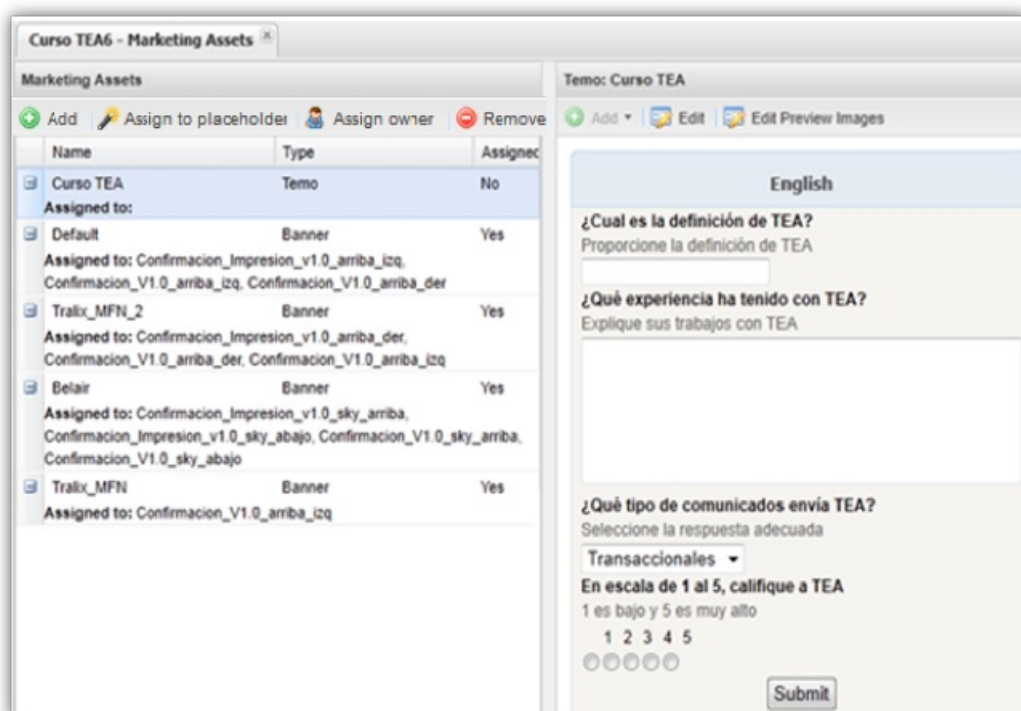 Curso TEA6 - Marketing Assets
Marketing Assets
Add Assign to placeholder Assign owner Remove
Name Type Assigned
Curso TEA Temo No
Assigned to:
Default Banner Yes
Assigned to: Confirmacion_Impresion_v1.0_arriba_izq,
Confirmacion_V1.0_arriba_izq, Confirmacion_V1.0_arriba_der
Tralix_MFN_2 Banner Yes
Assigned to: Confirmacion_Impresion_v1.0_arriba_der,
Confirmacion_V1.0_arriba_der, Confirmacion_V1.0_arriba_izq
Belair Banner Yes
Assigned to: Confirmacion_Impresion_v1.0_sky_arriba,
Confirmacion_Impresion_v1.0_sky_abajo, Confirmacion_V1.0_sky_arriba,
Confirmacion_V1.0_sky_abajo
Tralix_MFN Banner Yes
Assigned to: Confirmacion_V1.0_arriba_izq
Temo: Curso TEA
Add Edit Edit Preview Images
English
¿Cual es la definición de TEA?
Proporcione la definición de TEA
¿Què experiencia ha tenido con TEA?
Explique sus trabajos con TEA
¿Qué tipo de comunicados envía TEA?
Seleccione la respuesta adecuada
Transaccionales
En escala de 1 al 5, califique a TEA
1 es bajo y 5 es muy alto
1 2 3 4 5
Submit